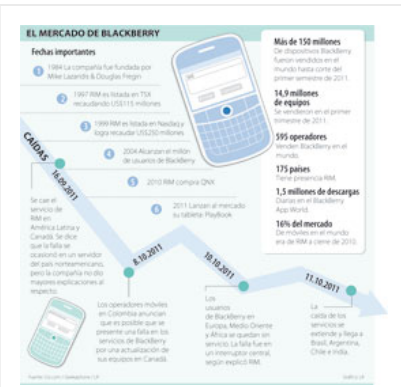 EL MERCADO DE BLACKBERRY
Fechas importantes
1 1984 La compañía fue fundada por
Mike Lazaridis & Douglas Fregin
2 1997 RIM es listada en TSX
recaudando US$115 millones
3 1999 RIM es listada en Nasdaq y
logra recaudar US$250 millones
4 2004 Alcanzan el millón
de usuarios de BlackBerry
5 2010 RIM compra QNX
6 2011 Lanzan al mercado
su tableta: PlayBook
Más de 150 millones
De dispositivos BlackBerry
fueron vendidos en el
mundo hasta corte del
primer semestre de 2011.
14,9 millones
de equipos
Se vendieron en el primer
trimestre de 2011.
595 operadores
Venden BlackBerry en el
mundo.
175 países
Tiene presencia RIM.
1,5 millones de descargas
Diarias en el BlackBerry
App World.
16% del mercado
De móviles en el mundo
era de RIM a cierre de 2010.
CAÍDAS
16.09.2011
Se cae el
servicio de
RIM en
América Latina y
Canadá. Se dice
que la falla se
ocasionó en un servidor
del país norteamericano,
pero la compañía no dio
mayores explicaciones al
respecto.
8.10.2011
Los operadores móviles
en Colombia anuncian
que es posible que se
presente una falla en los
servicios de BlackBerry
por una actualización de
sus equipos en Canadá.
10.10.2011
Los
usuarios
de BlackBerry en
Europa, Medio Oriente
y África se quedan sin
servicio. La falla fue en
un interruptor central,
según explicó RIM.
11.10.2011
La
caída de los
servicios se
extiende y llega a
Brasil, Argentina,
Chile e India.